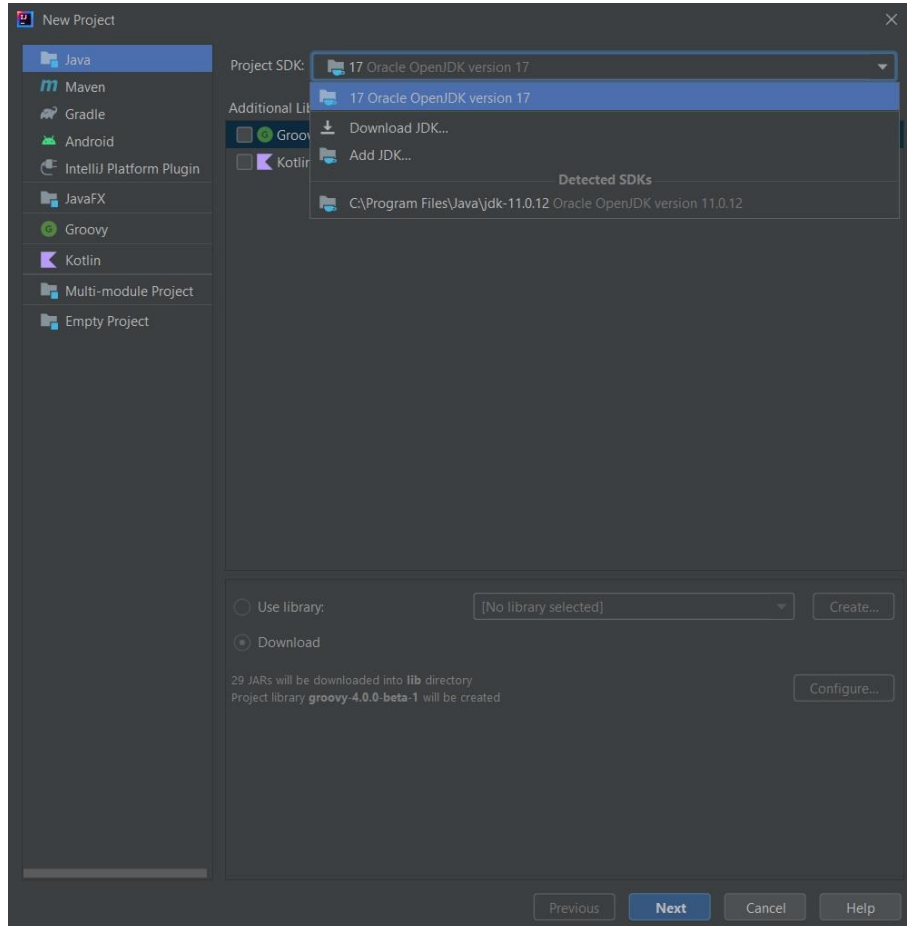 New Project
Java
Maven
Gradle
Android
IntelliJ Platform Plugin
JavaFX
Groovy
Kotlin
Multi-module Project
Empty Project
Project SDK: 17 Oracle OpenJDK version 17
17 Oracle OpenJDK version 17
Download JDK...
Add JDK...
Detected SDKs
C:\Program Files\Java\jdk-11.0.12 Oracle OpenJDK version 11.0.12
Additional Lib
Groov
Kotlin
Use library: [No library selected] Create...
Download
29 JARs will be downloaded into lib directory
Project library groovy-4.0.0-beta-1 will be created
Configure...
Previous Next Cancel Help